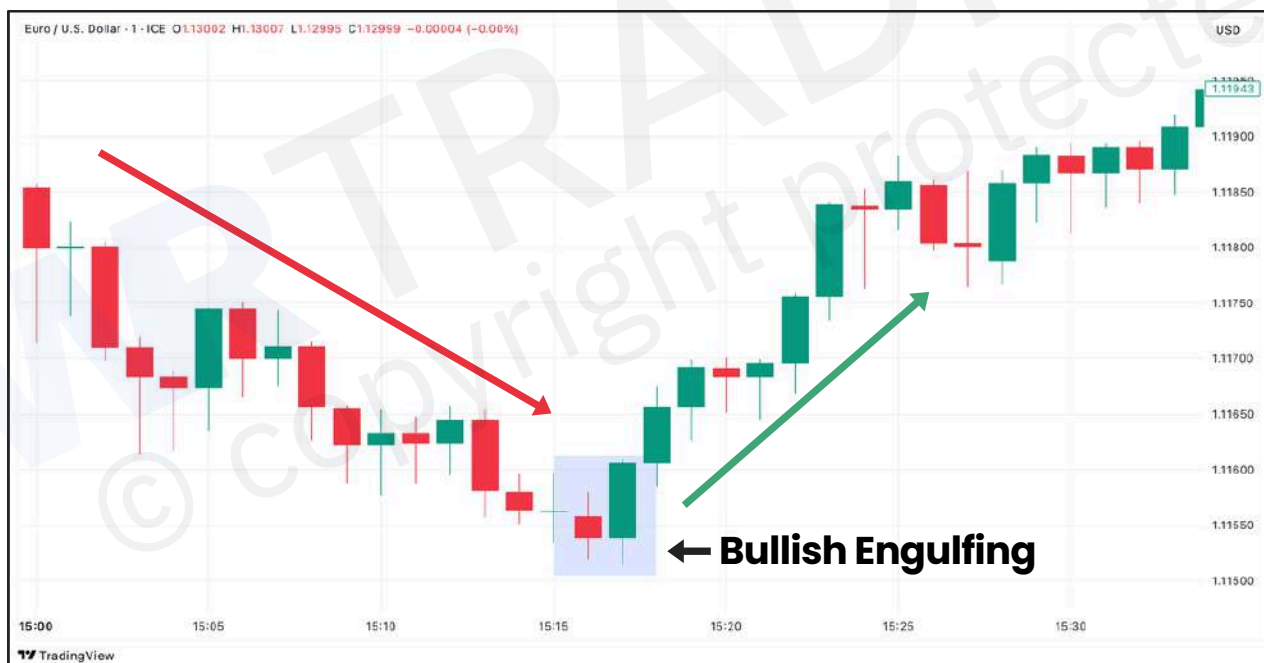 Euro / U.S. Dollar · 1 · ICE O1.13002 H1.13007 L1.12995 C1.12999 −0.00004 (−0.00%)
USD
1.11950
1.11943
1.11900
1.11850
1.11800
1.11750
1.11700
1.11650
1.11600
1.11550
1.11500
Bullish Engulfing
15:00 15:05 15:10 15:15 15:20 15:25 15:30
TradingView
© copyright protected